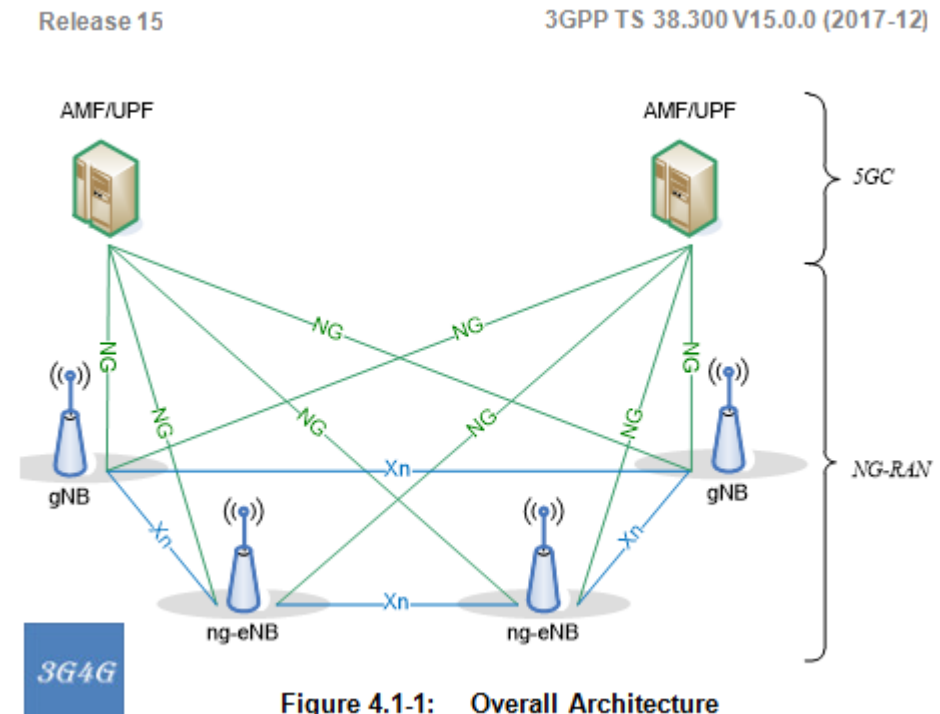 Release 15
3GPP TS 38.300 V15.0.0 (2017-12)
AMF/UPF
AMF/UPF
5GC
NG
NG
NG
NG
NG
NG
NG
NG
gNB
Xn
gNB
NG-RAN
Xn
Xn
ng-eNB
Xn
ng-eNB
3G4G
Figure 4.1-1: Overall Architecture